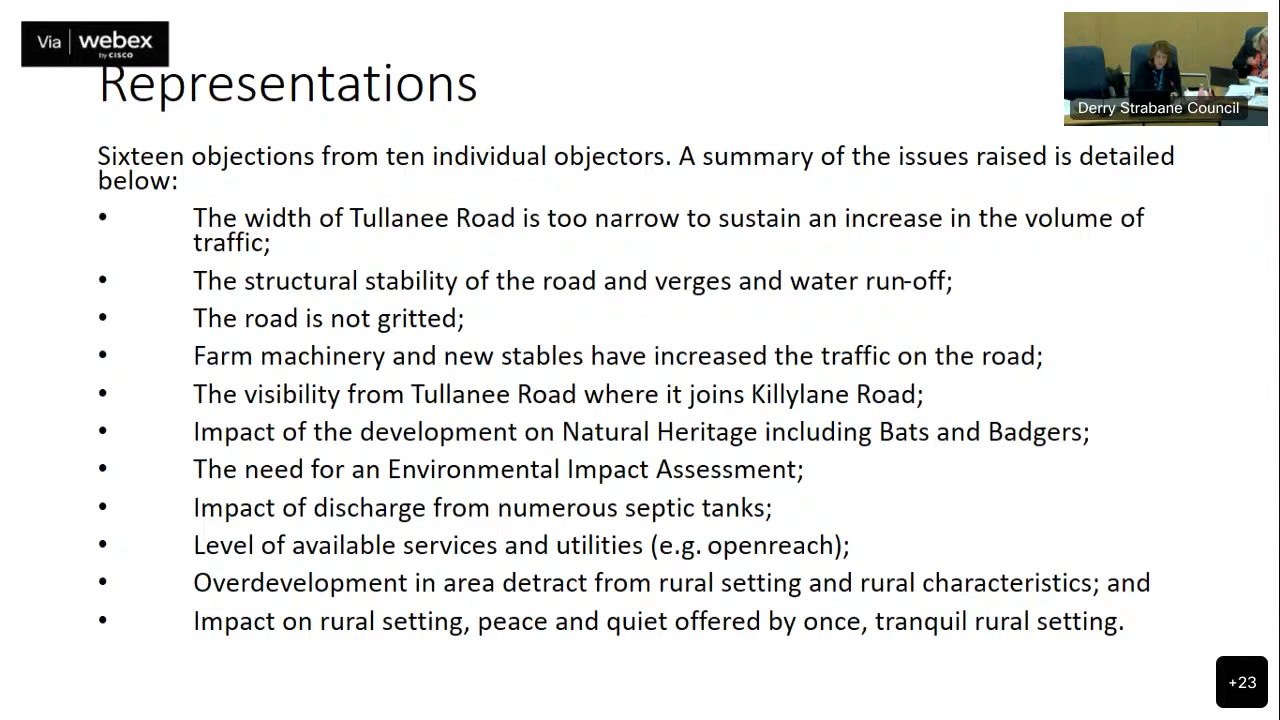 Via webex
by CISCO
Representations
Derry Strabane Council
Sixteen objections from ten individual objectors. A summary of the issues raised is detailed
below:
• The width of Tullanee Road is too narrow to sustain an increase in the volume of
traffic;
• The structural stability of the road and verges and water run-off;
• The road is not gritted;
• Farm machinery and new stables have increased the traffic on the road;
• The visibility from Tullanee Road where it joins Killylane Road;
• Impact of the development on Natural Heritage including Bats and Badgers;
• The need for an Environmental Impact Assessment;
• Impact of discharge from numerous septic tanks;
• Level of available services and utilities (e.g. openreach);
• Overdevelopment in area detract from rural setting and rural characteristics; and
• Impact on rural setting, peace and quiet offered by once, tranquil rural setting.
+23